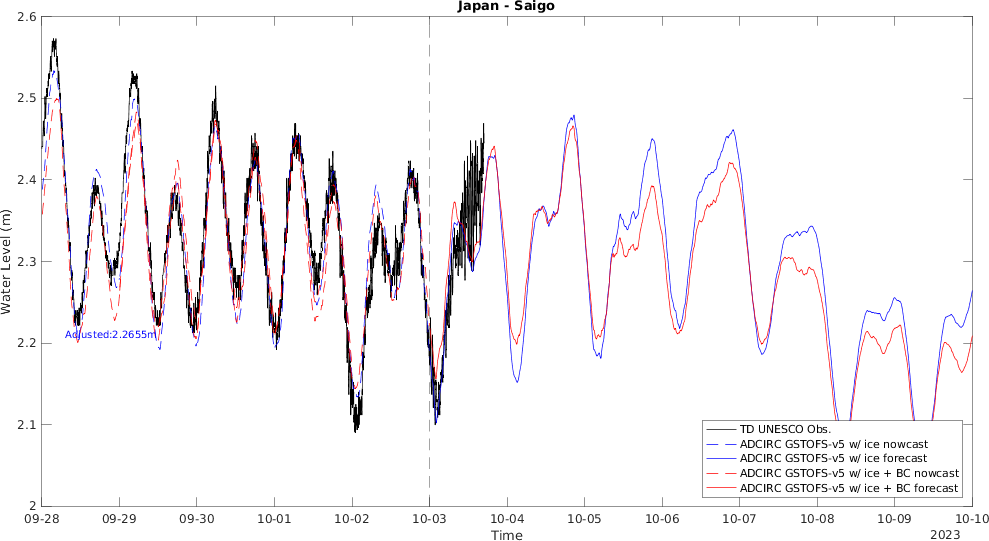 Japan - Saigo
2.6
2.5
2.4
2.3
2.2
2.1
2
Water Level (m)
Adjusted:2.2655m
TD UNESCO Obs.
ADCIRC GSTOFS-v5 w/ ice nowcast
ADCIRC GSTOFS-v5 w/ ice forecast
ADCIRC GSTOFS-v5 w/ ice + BC nowcast
ADCIRC GSTOFS-v5 w/ ice + BC forecast
09-28 09-29 09-30 10-01 10-02 10-03 10-04 10-05 10-06 10-07 10-08 10-09 10-10
Time
2023